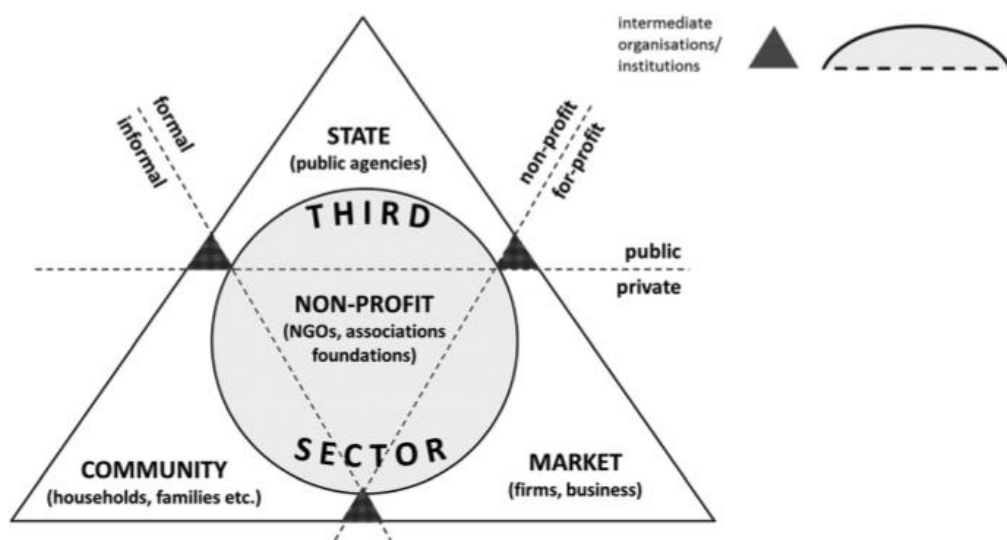 intermediate
organisations/
institutions
formal
informal
non-profit
for-profit
STATE
(public agencies)
THIRD
public
private
NON-PROFIT
(NGOs, associations
foundations)
SECTOR
COMMUNITY
(households, families etc.)
MARKET
(firms, business)